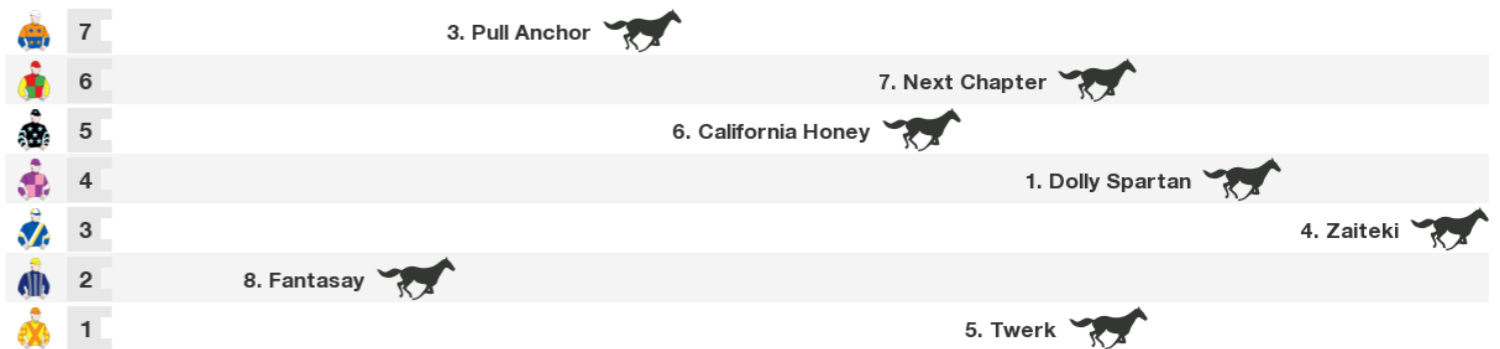 7 3. Pull Anchor
6 7. Next Chapter
5 6. California Honey
4 1. Dolly Spartan
3 4. Zaiteki
2 8. Fantasay
1 5. Twerk